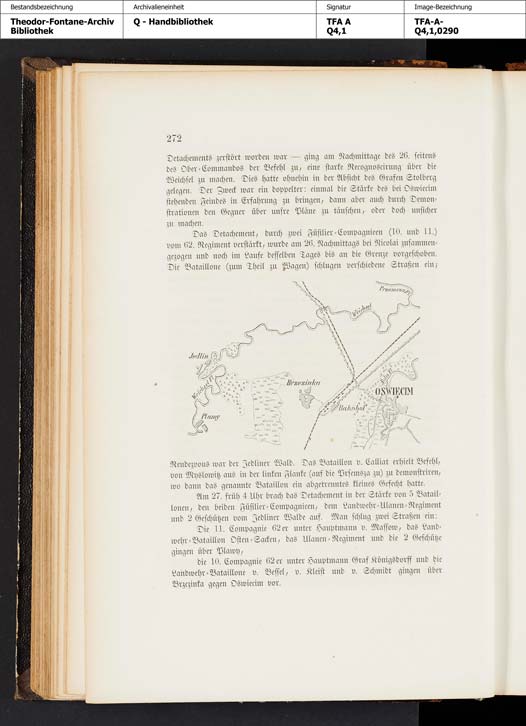 Bestandsbezeichnung
Archivalieneinheit
Signatur
Image-Bezeichnung
Theodor-Fontane-Archiv
Bibliothek
Q - Handbibliothek
TFA A
Q4,1
TFA-A-
Q4,1,0290
272
Detachements zerstört worden war — ging am Nachmittage des 26. seitens
des Ober-Commandos der Befehl zu, eine starke Recognoscirung über die
Weichsel zu machen. Dies hatte ohnehin in der Absicht des Grafen Stolberg
gelegen. Der Zweck war ein doppelter: einmal die Stärke des bei Oswiecim
stehenden Feindes in Erfahrung zu bringen, dann aber auch durch Demon-
strationen den Gegner über unsre Pläne zu täuschen, oder doch unsicher
zu machen.
Das Detachement, durch zwei Füsilier-Compagnieen (10. und 11.)
vom 62. Regiment verstärkt, wurde am 26. Nachmittags bei Nicolai zusammen-
gezogen und noch im Laufe desselben Tages bis an die Grenze vorgeschoben.
Die Bataillone (zum Theil zu Wagen) schlugen verschiedene Straßen ein;
Weichsel
Jedlin
Weichsel
Brzezinka
OSWIECIM
Bahnhof
Plawy
Rendezvous war der Jedliner Wald. Das Bataillon v. Calliat erhielt Befehl,
von Myslowitz aus in der linken Flanke (auf die Przemsza zu) zu demonstriren,
wo dann das genannte Bataillon ein abgetrenntes kleines Gefecht hatte.
Am 27. früh 4 Uhr brach das Detachement in der Stärke von 5 Batail-
lonen, den beiden Füsilier-Compagnieen, dem Landwehr-Ulanen-Regiment
und 2 Geschützen vom Jedliner Walde auf. Man schlug zwei Straßen ein:
Die 11. Compagnie 62er unter Hauptmann v. Massow, das Land-
wehr-Bataillon Osten-Sacken, das Ulanen-Regiment und die 2 Geschütze
gingen über Plawy,
die 10. Compagnie 62er unter Hauptmann Graf Königsdorff und die
Landwehr-Bataillone v. Bessel, v. Kleist und v. Schmidt gingen über
Brzezinka gegen Oswiecim vor.